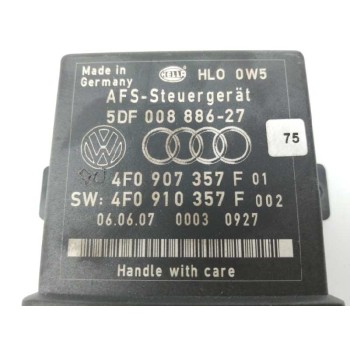 Made in
Germany
HELLA
HLO 0W5
AFS-Steuergerät
5DF 008 886-27
75
4F0 907 357 F 01
SW: 4F0 910 357 F 002
06.06.07 0003 0927
Handle with care